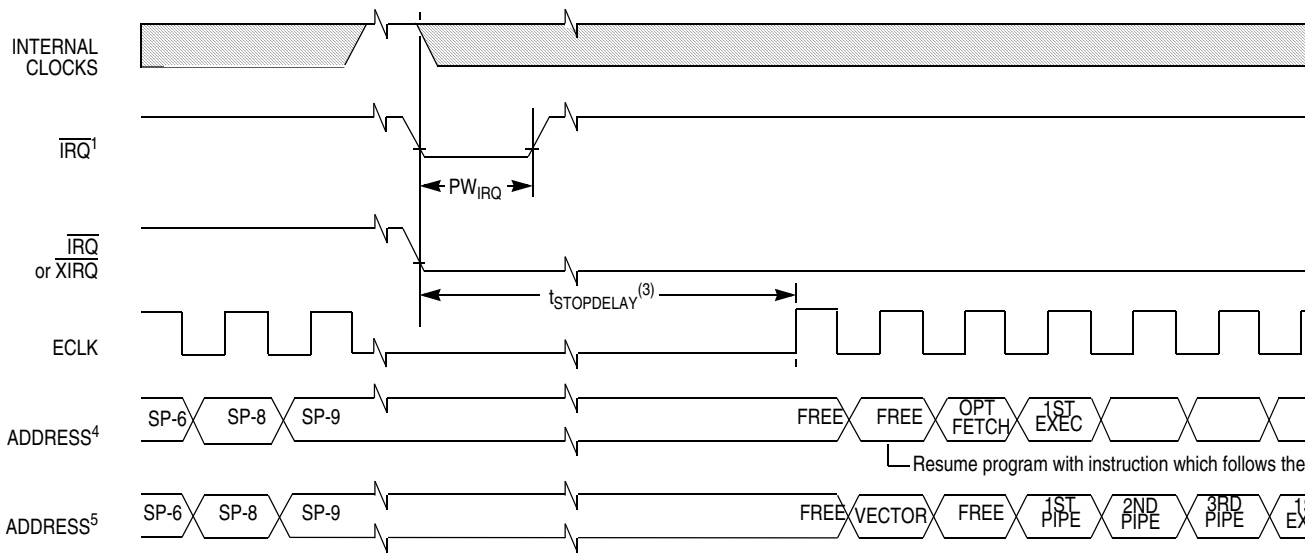 INTERNAL
CLOCKS
IRQ1
PWIRQ
IRQ
or XIRQ
tSTOPDELAY(3)
ECLK
ADDRESS4
SP-6 SP-8 SP-9 FREE FREE OPT FETCH 1ST EXEC
Resume program with instruction which follows the
ADDRESS5
SP-6 SP-8 SP-9 FREE VECTOR FREE 1ST PIPE 2ND PIPE 3RD PIPE